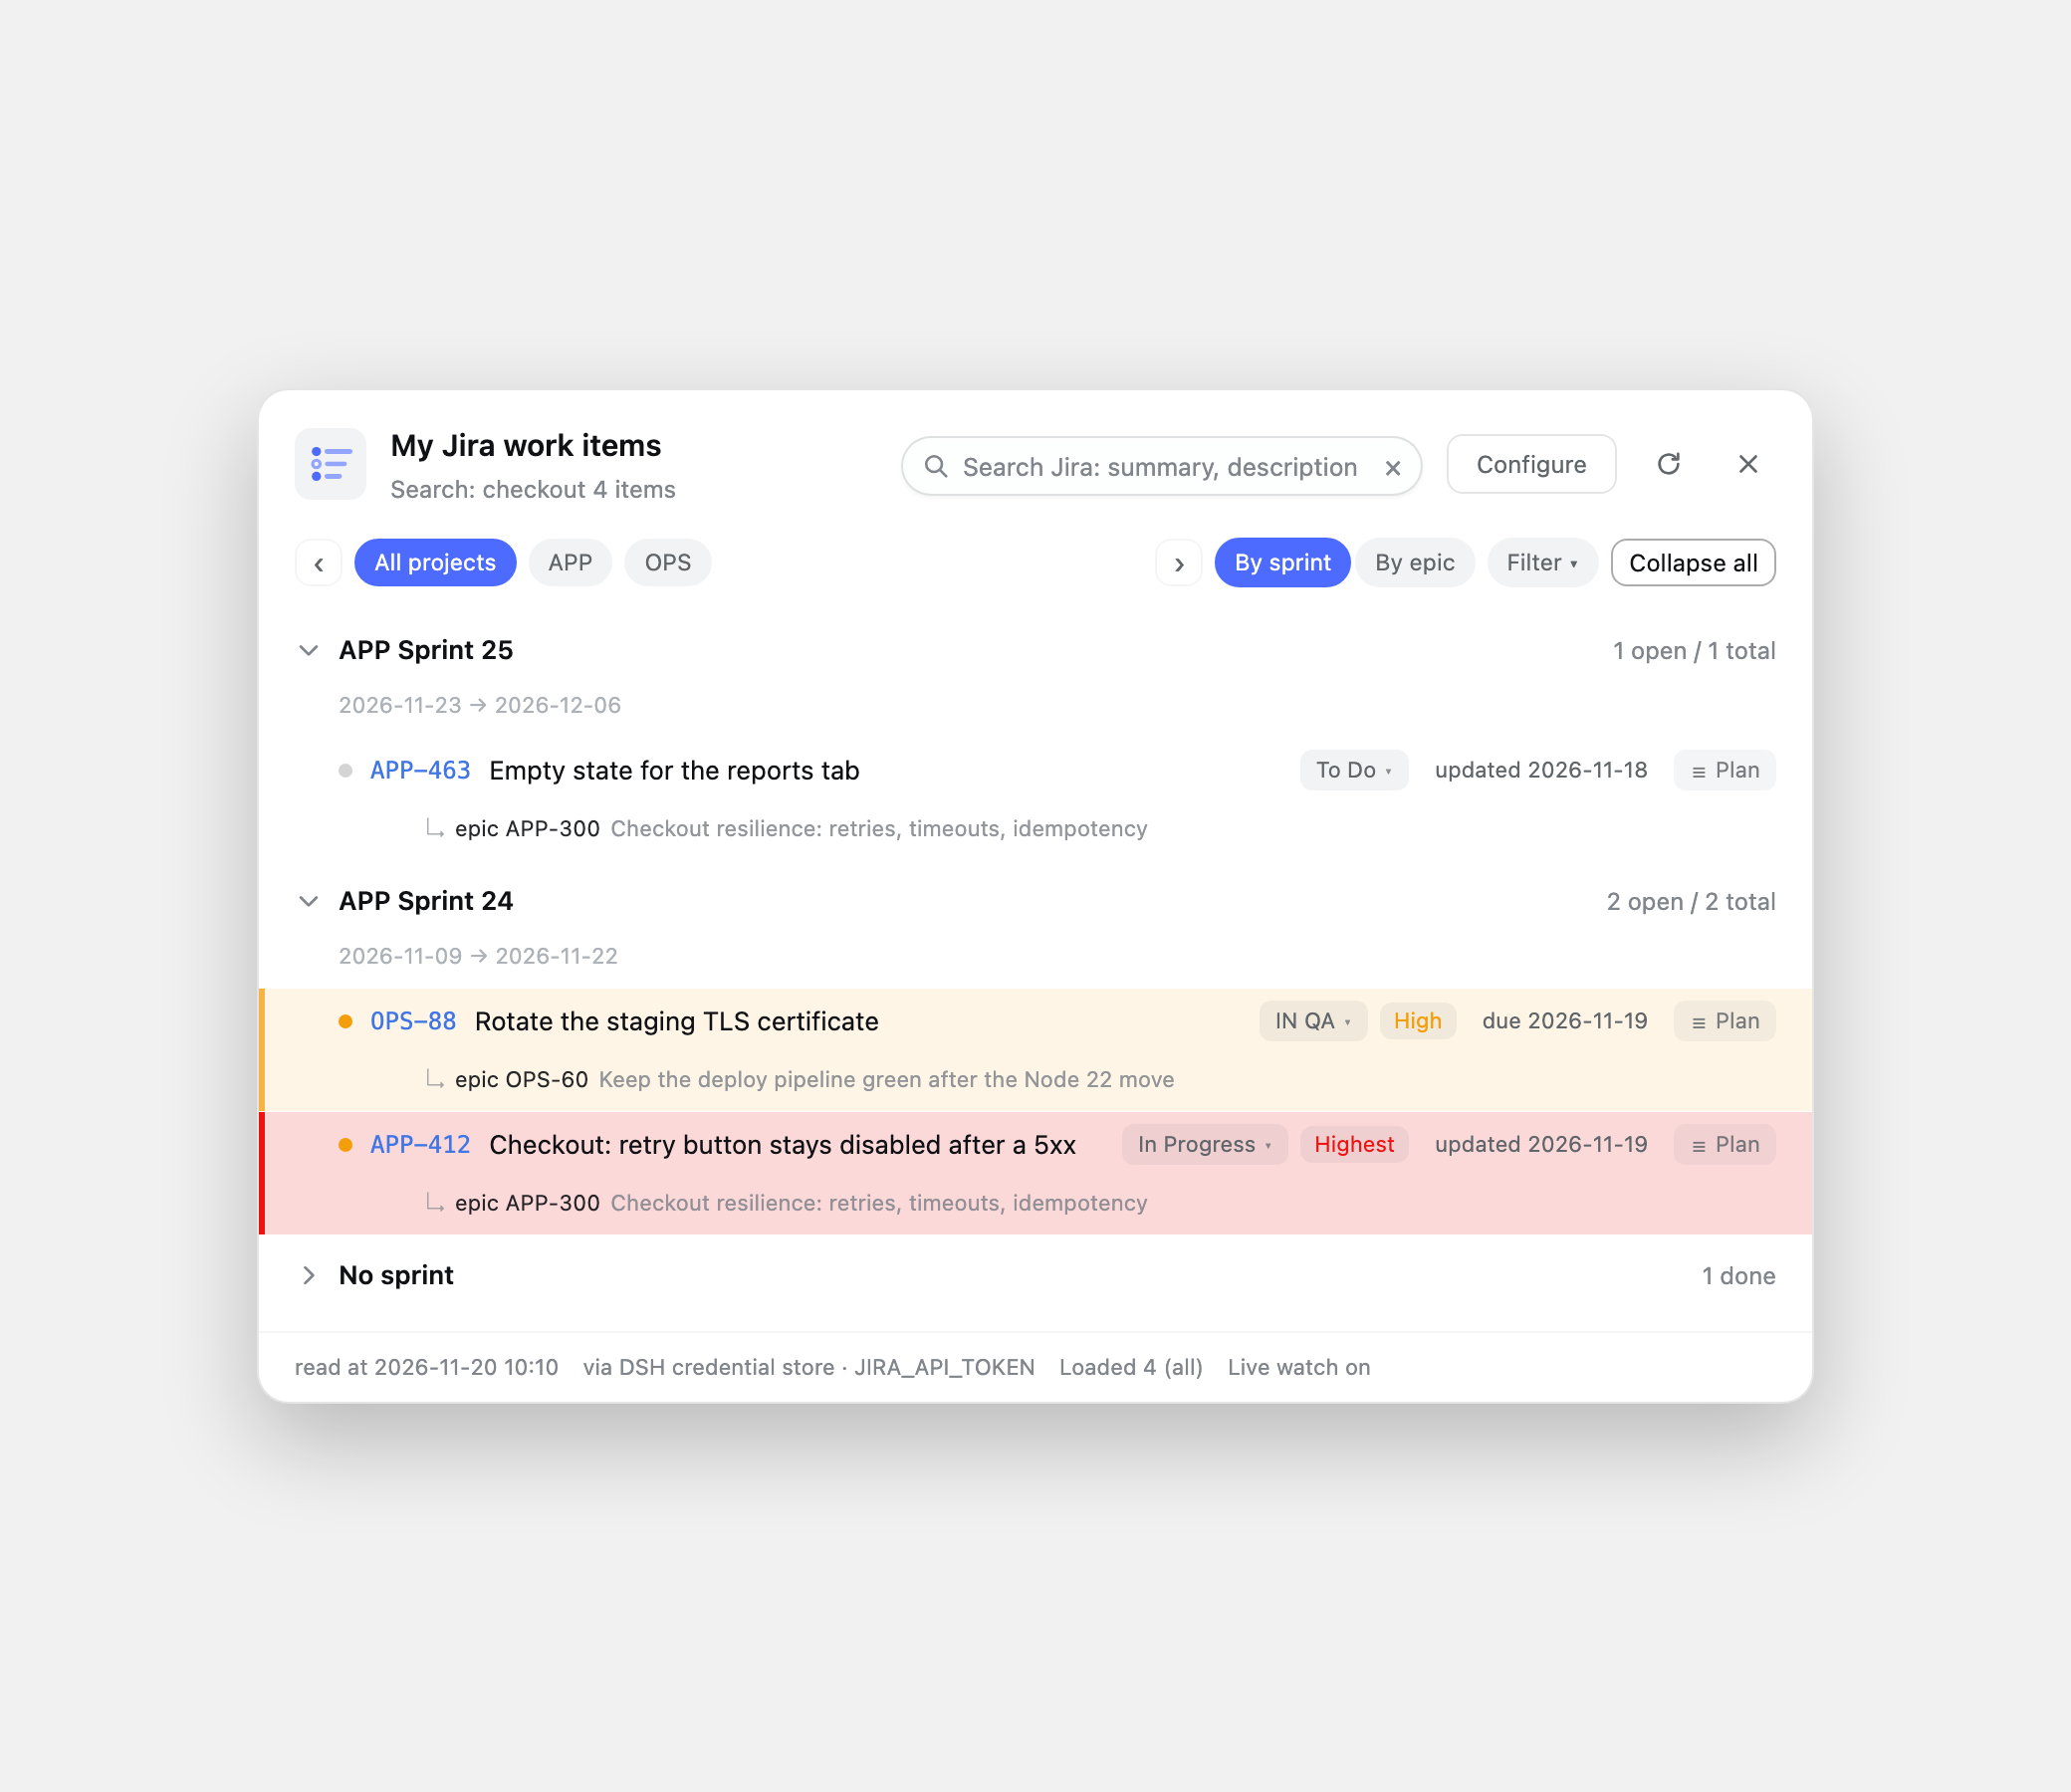 My Jira work items
Search: checkout 4 items
Search Jira: summary, description
Configure
All projects APP OPS
By sprint By epic Filter Collapse all
APP Sprint 25 1 open / 1 total
2026-11-23 → 2026-12-06
APP-463 Empty state for the reports tab To Do updated 2026-11-18 Plan
epic APP-300 Checkout resilience: retries, timeouts, idempotency
APP Sprint 24 2 open / 2 total
2026-11-09 → 2026-11-22
OPS-88 Rotate the staging TLS certificate IN QA High due 2026-11-19 Plan
epic OPS-60 Keep the deploy pipeline green after the Node 22 move
APP-412 Checkout: retry button stays disabled after a 5xx In Progress Highest updated 2026-11-19 Plan
epic APP-300 Checkout resilience: retries, timeouts, idempotency
No sprint 1 done
read at 2026-11-20 10:10 via DSH credential store · JIRA_API_TOKEN Loaded 4 (all) Live watch on